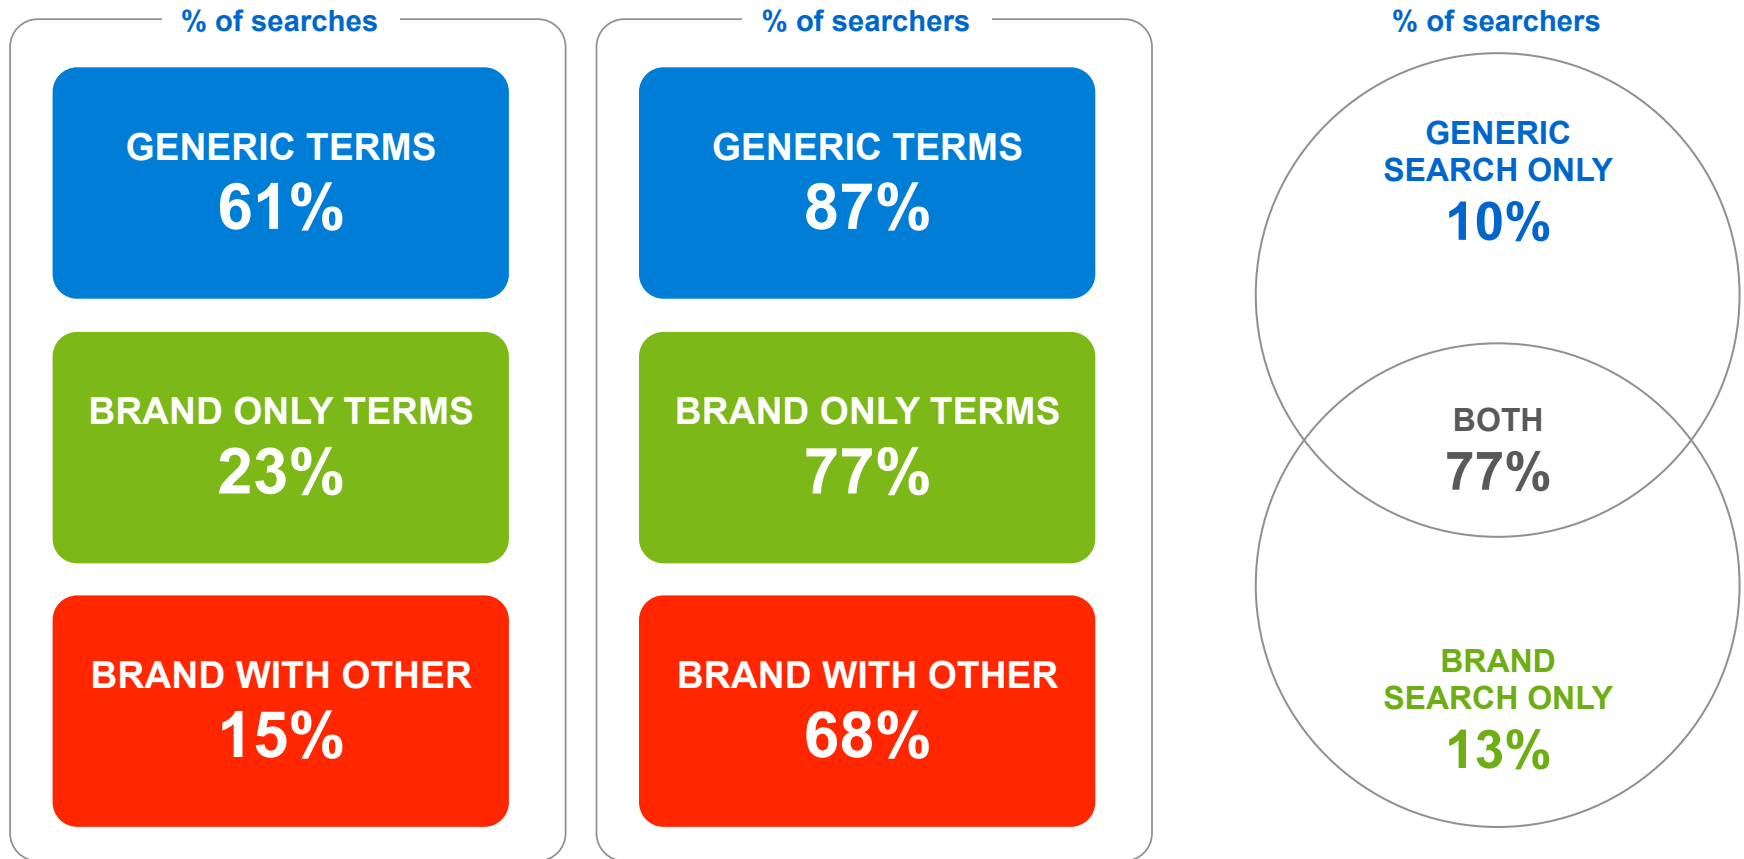 % of searches
GENERIC TERMS
61%
BRAND ONLY TERMS
23%
BRAND WITH OTHER
15%
% of searchers
GENERIC TERMS
87%
BRAND ONLY TERMS
77%
BRAND WITH OTHER
68%
% of searchers
GENERIC
SEARCH ONLY
10%
BOTH
77%
BRAND
SEARCH ONLY
13%